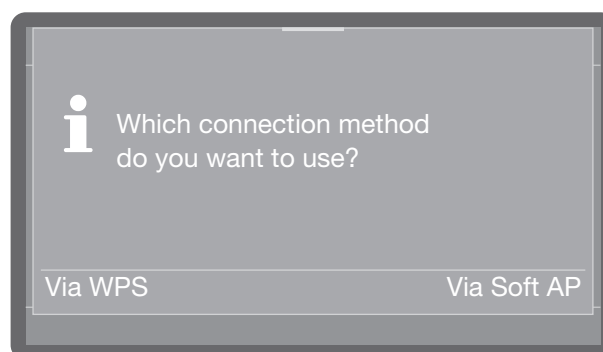 Which connection method
do you want to use?
Via WPS
Via Soft AP